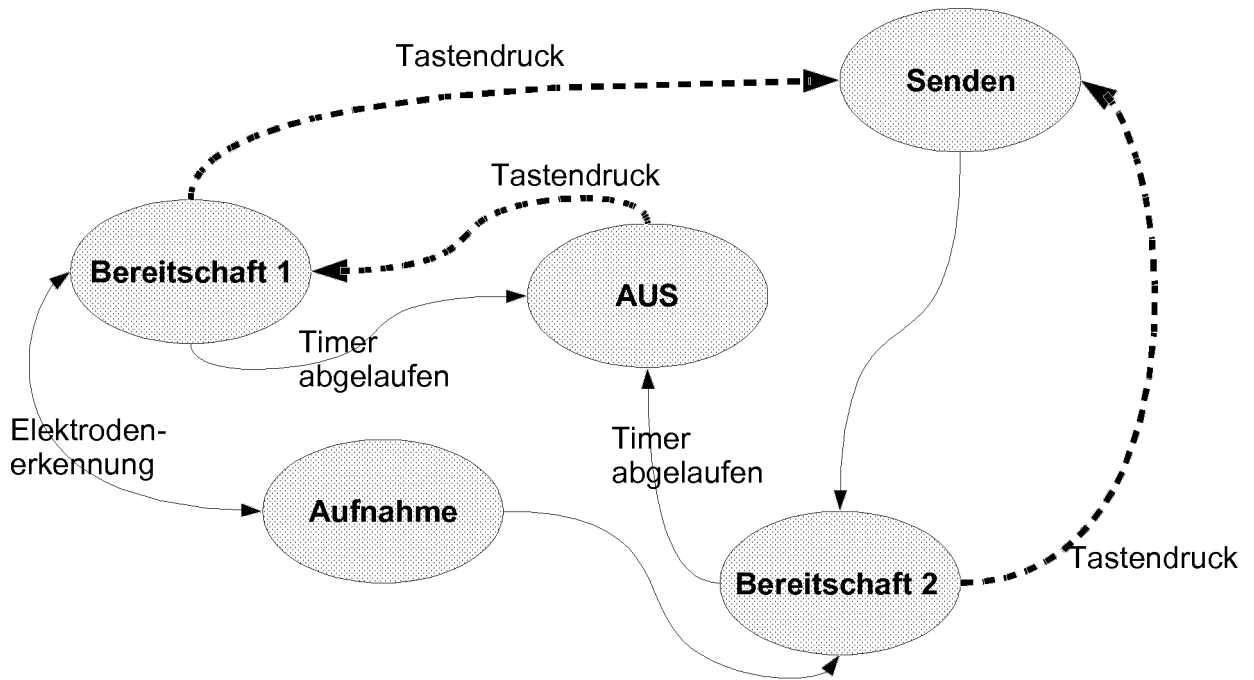 Tastendruck
Senden
Tastendruck
Bereitschaft 1
AUS
Timer
abgelaufen
Elektroden-
erkennung
Timer
abgelaufen
Aufnahme
Tastendruck
Bereitschaft 2